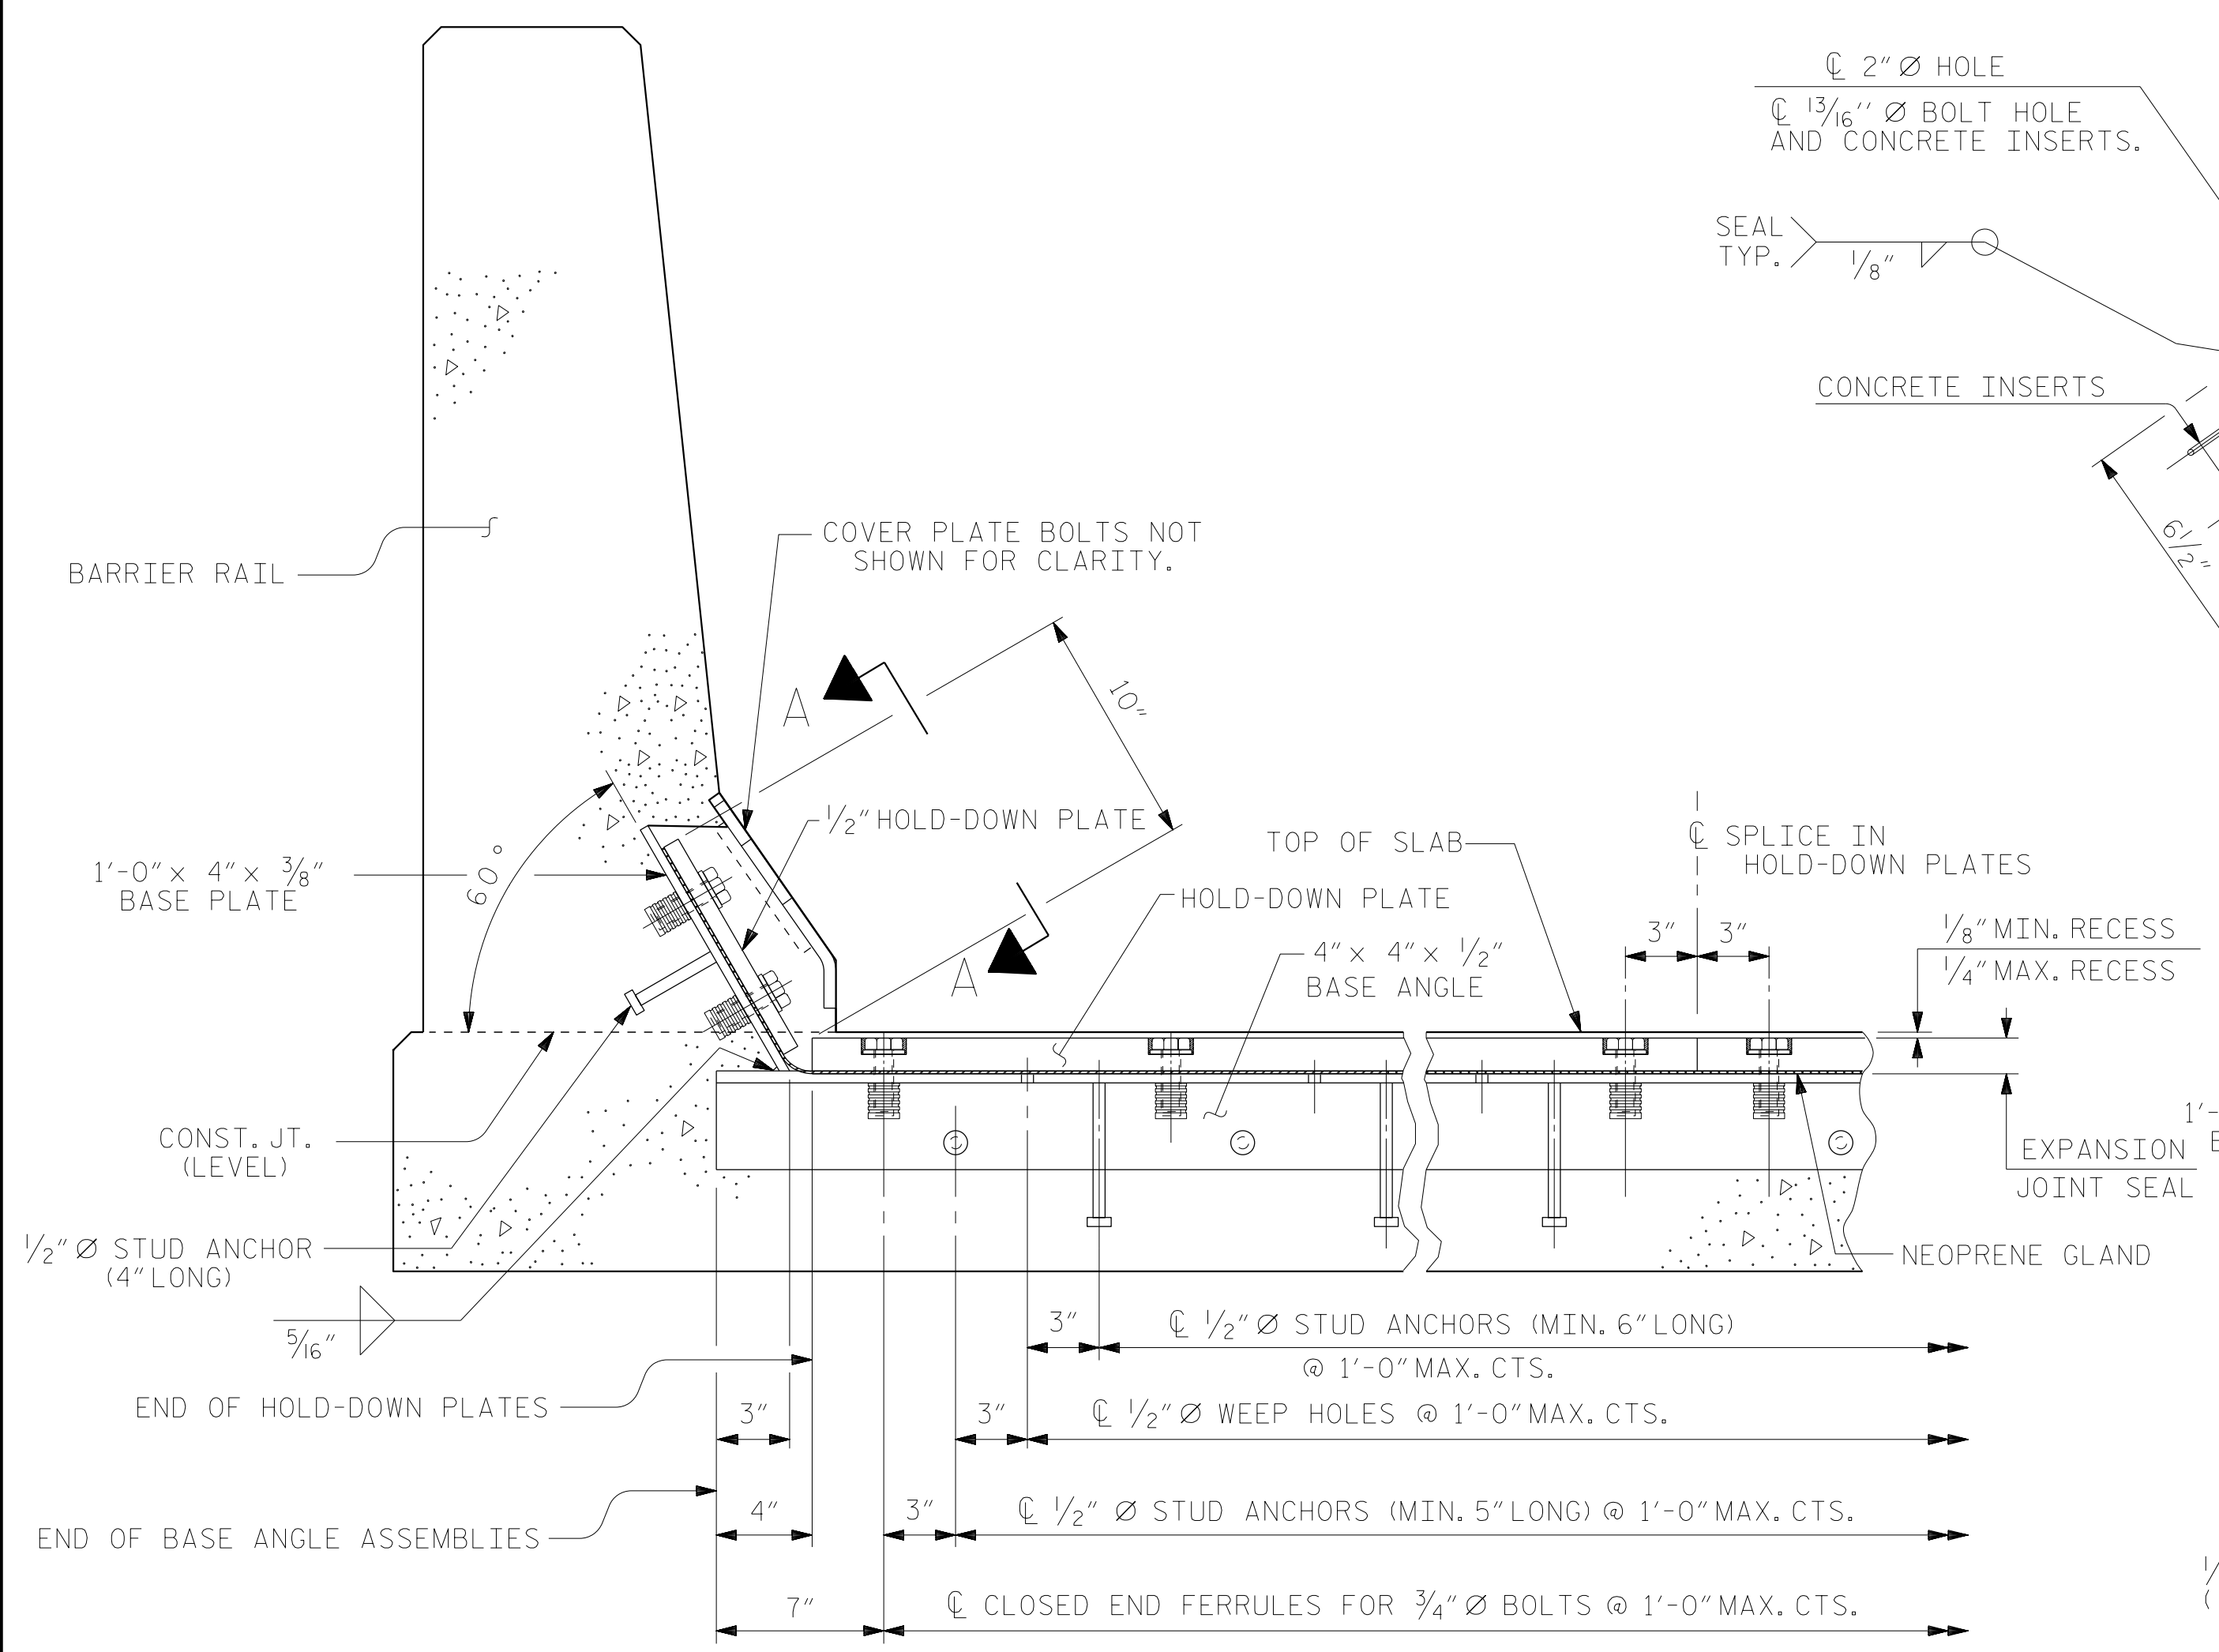 ℄ 2"Ø HOLE
℄ 13/16" Ø BOLT HOLE
AND CONCRETE INSERTS.
SEAL
TYP.
1/8"
CONCRETE INSERTS
6 1/2"
COVER PLATE BOLTS NOT
SHOWN FOR CLARITY.
BARRIER RAIL
A
10"
1/2" HOLD-DOWN PLATE
1'-0" x 4" x 3/8"
BASE PLATE
60°
TOP OF SLAB
℄ SPLICE IN
HOLD-DOWN PLATES
HOLD-DOWN PLATE
4" x 4" x 1/2"
BASE ANGLE
A
3"
3"
1/8" MIN. RECESS
1/4" MAX. RECESS
CONST. JT.
(LEVEL)
EXPANSION
JOINT SEAL
1'-
1/2" Ø STUD ANCHOR
(4" LONG)
NEOPRENE GLAND
5/16"
3"
℄ 1/2" Ø STUD ANCHORS (MIN. 6" LONG)
@ 1'-0" MAX. CTS.
END OF HOLD-DOWN PLATES
3"
3"
℄ 1/2" Ø WEEP HOLES @ 1'-0" MAX. CTS.
END OF BASE ANGLE ASSEMBLIES
4"
3"
℄ 1/2" Ø STUD ANCHORS (MIN. 5" LONG) @ 1'-0" MAX. CTS.
7"
℄ CLOSED END FERRULES FOR 3/4" Ø BOLTS @ 1'-0" MAX. CTS.